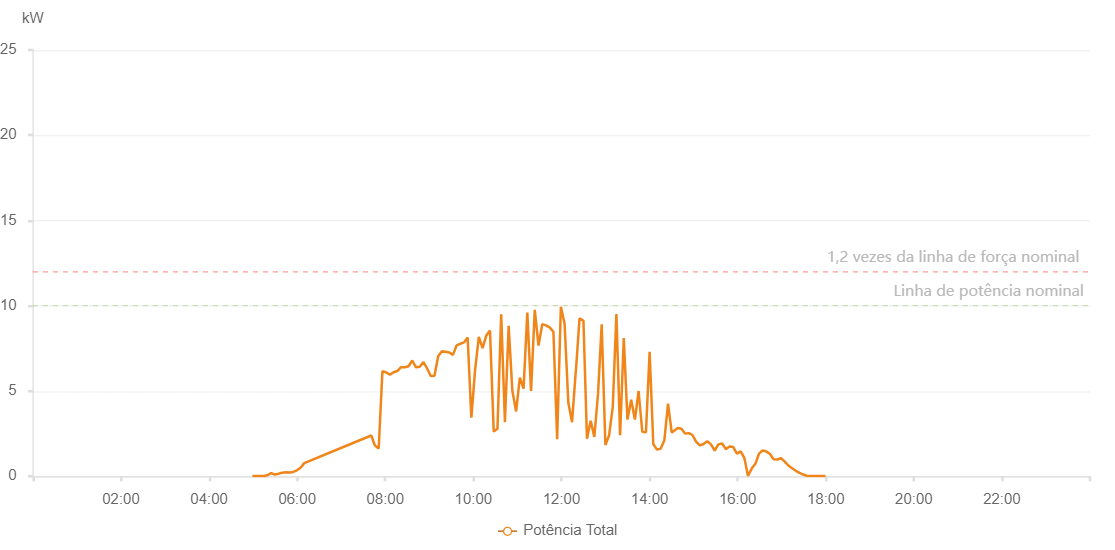 kW
25
20
15
1,2 vezes da linha de força nominal
Linha de potência nominal
10
5
0
02:00 04:00 06:00 08:00 10:00 12:00 14:00 16:00 18:00 20:00 22:00
Potência Total